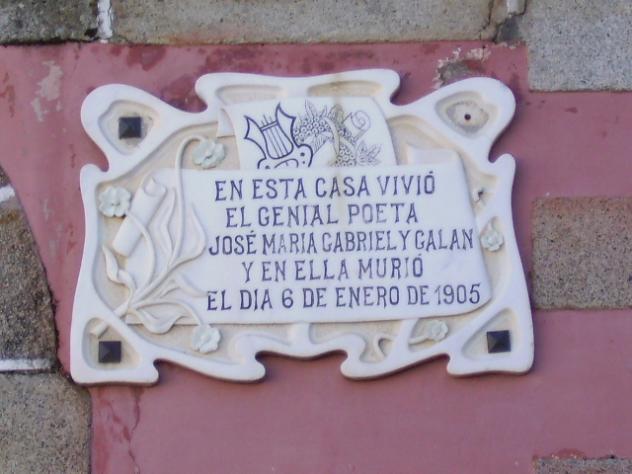 EN ESTA CASA VIVIÓ
EL GENIAL POETA
JOSÉ MARIA GABRIEL Y GALAN
Y EN ELLA MURIÓ
EL DIA 6 DE ENERO DE 1905